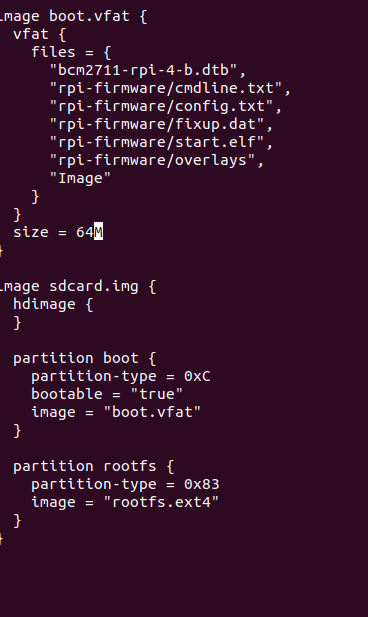 image boot.vfat {
  vfat {
    files = {
      "bcm2711-rpi-4-b.dtb",
      "rpi-firmware/cmdline.txt",
      "rpi-firmware/config.txt",
      "rpi-firmware/fixup.dat",
      "rpi-firmware/start.elf",
      "rpi-firmware/overlays",
      "Image"
    }
  }
  size = 64M
}

image sdcard.img {
  hdimage {
  }

  partition boot {
    partition-type = 0xC
    bootable = "true"
    image = "boot.vfat"
  }

  partition rootfs {
    partition-type = 0x83
    image = "rootfs.ext4"
  }
}